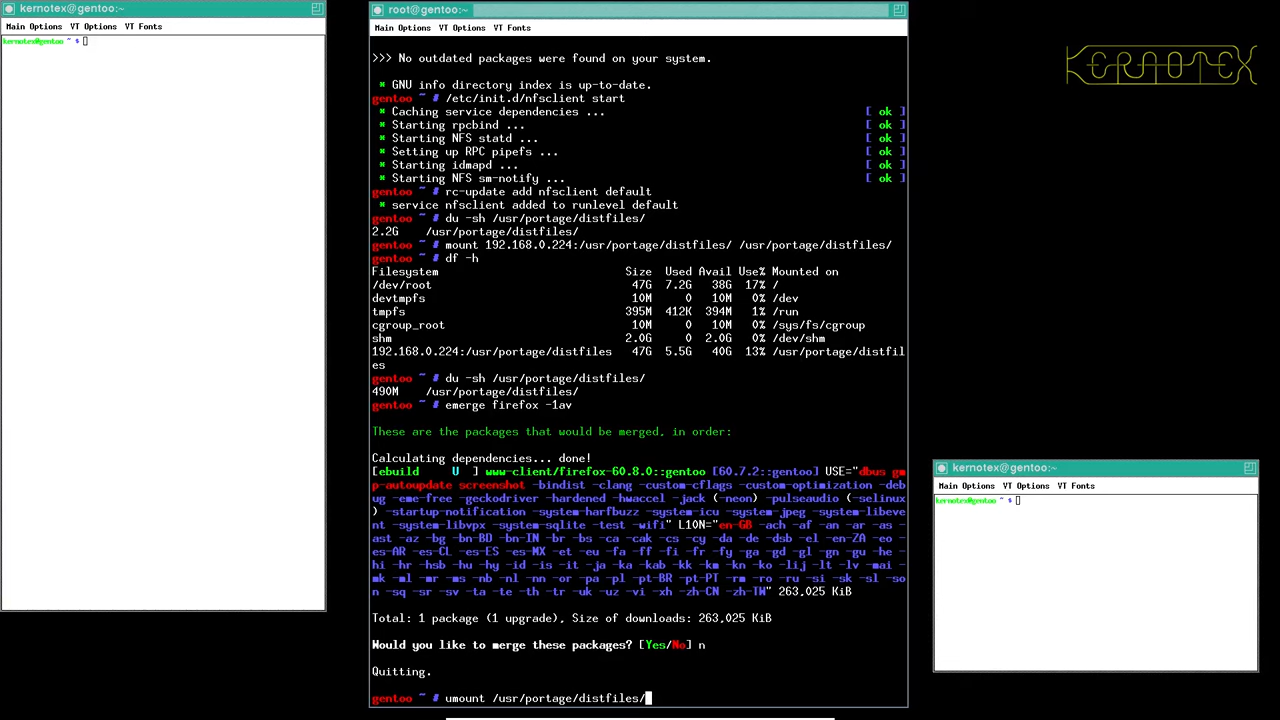 kernotex@gentoo:~
Main Options VT Options VT Fonts
kernotex@gentoo ~ $
root@gentoo:~
Main Options VT Options VT Fonts
>>> No outdated packages were found on your system.
* GNU info directory index is up-to-date.
gentoo ~ # /etc/init.d/nfsclient start
* Caching service dependencies ... [ ok ]
* Starting rpcbind ... [ ok ]
* Starting NFS statd ... [ ok ]
* Setting up RPC pipefs ... [ ok ]
* Starting idmapd ... [ ok ]
* Starting NFS sm-notify ... [ ok ]
gentoo ~ # rc-update add nfsclient default
* service nfsclient added to runlevel default
gentoo ~ # du -sh /usr/portage/distfiles/
2.2G /usr/portage/distfiles/
gentoo ~ # mount 192.168.0.224:/usr/portage/distfiles/ /usr/portage/distfiles/
gentoo ~ # df -h
Filesystem Size Used Avail Use% Mounted on
/dev/root 47G 7.2G 38G 17% /
devtmpfs 10M 0 10M 0% /dev
tmpfs 395M 412K 394M 1% /run
cgroup_root 10M 0 10M 0% /sys/fs/cgroup
shm 2.0G 0 2.0G 0% /dev/shm
192.168.0.224:/usr/portage/distfiles 47G 5.5G 40G 13% /usr/portage/distfil
es
gentoo ~ # du -sh /usr/portage/distfiles/
490M /usr/portage/distfiles/
gentoo ~ # emerge firefox -1av
These are the packages that would be merged, in order:
Calculating dependencies... done!
[ebuild U ] www-client/firefox-60.8.0::gentoo [60.7.2::gentoo] USE="dbus gm
p-autoupdate screenshot -bindist -clang -custom-cflags -custom-optimization -deb
ug -eme-free -geckodriver -hardened -hwaccel -jack (-neon) -pulseaudio (-selinux
) -startup-notification -system-harfbuzz -system-icu -system-jpeg -system-libeve
nt -system-libvpx -system-sqlite -test -wifi" L10N="en-GB -ach -af -an -ar -as -
ast -az -bg -bn-BD -bn-IN -br -bs -ca -cak -cs -cy -da -de -dsb -el -en-ZA -eo -
es-AR -es-CL -es-ES -es-MX -et -eu -fa -ff -fi -fr -fy -ga -gd -gl -gn -gu -he -
hi -hr -hsb -hu -hy -id -is -it -ja -ka -kab -kk -km -kn -ko -lij -lt -lv -mai -
mk -ml -mr -ms -nb -nl -nn -or -pa -pl -pt-BR -pt-PT -rm -ro -ru -si -sk -sl -so
n -sq -sr -sv -ta -te -th -tr -uk -uz -vi -xh -zh-CN -zh-TW" 263,025 KiB
Total: 1 package (1 upgrade), Size of downloads: 263,025 KiB
Would you like to merge these packages? [Yes/No] n
Quitting.
gentoo ~ # umount /usr/portage/distfiles/
KERNOTEX
kernotex@gentoo:~
Main Options VT Options VT Fonts
kernotex@gentoo ~ $